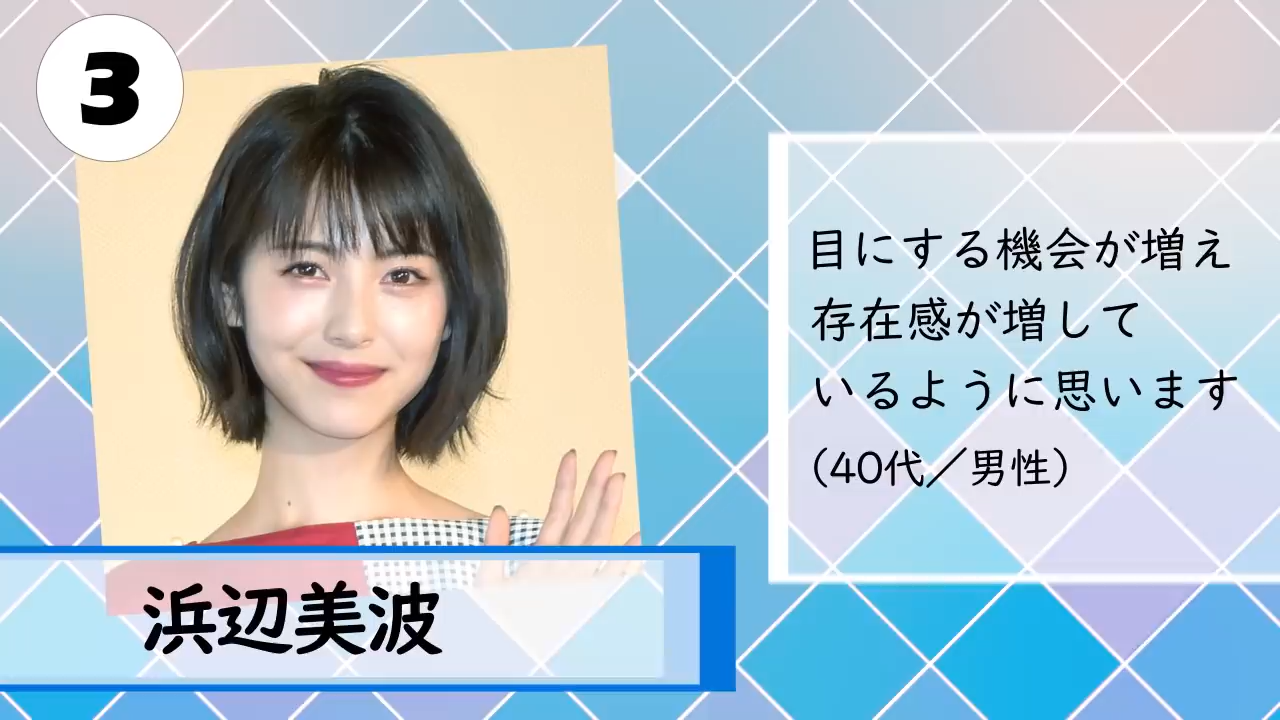 3
浜辺美波
目にする機会が増え
存在感が増して
いるように思います
(40代／男性)